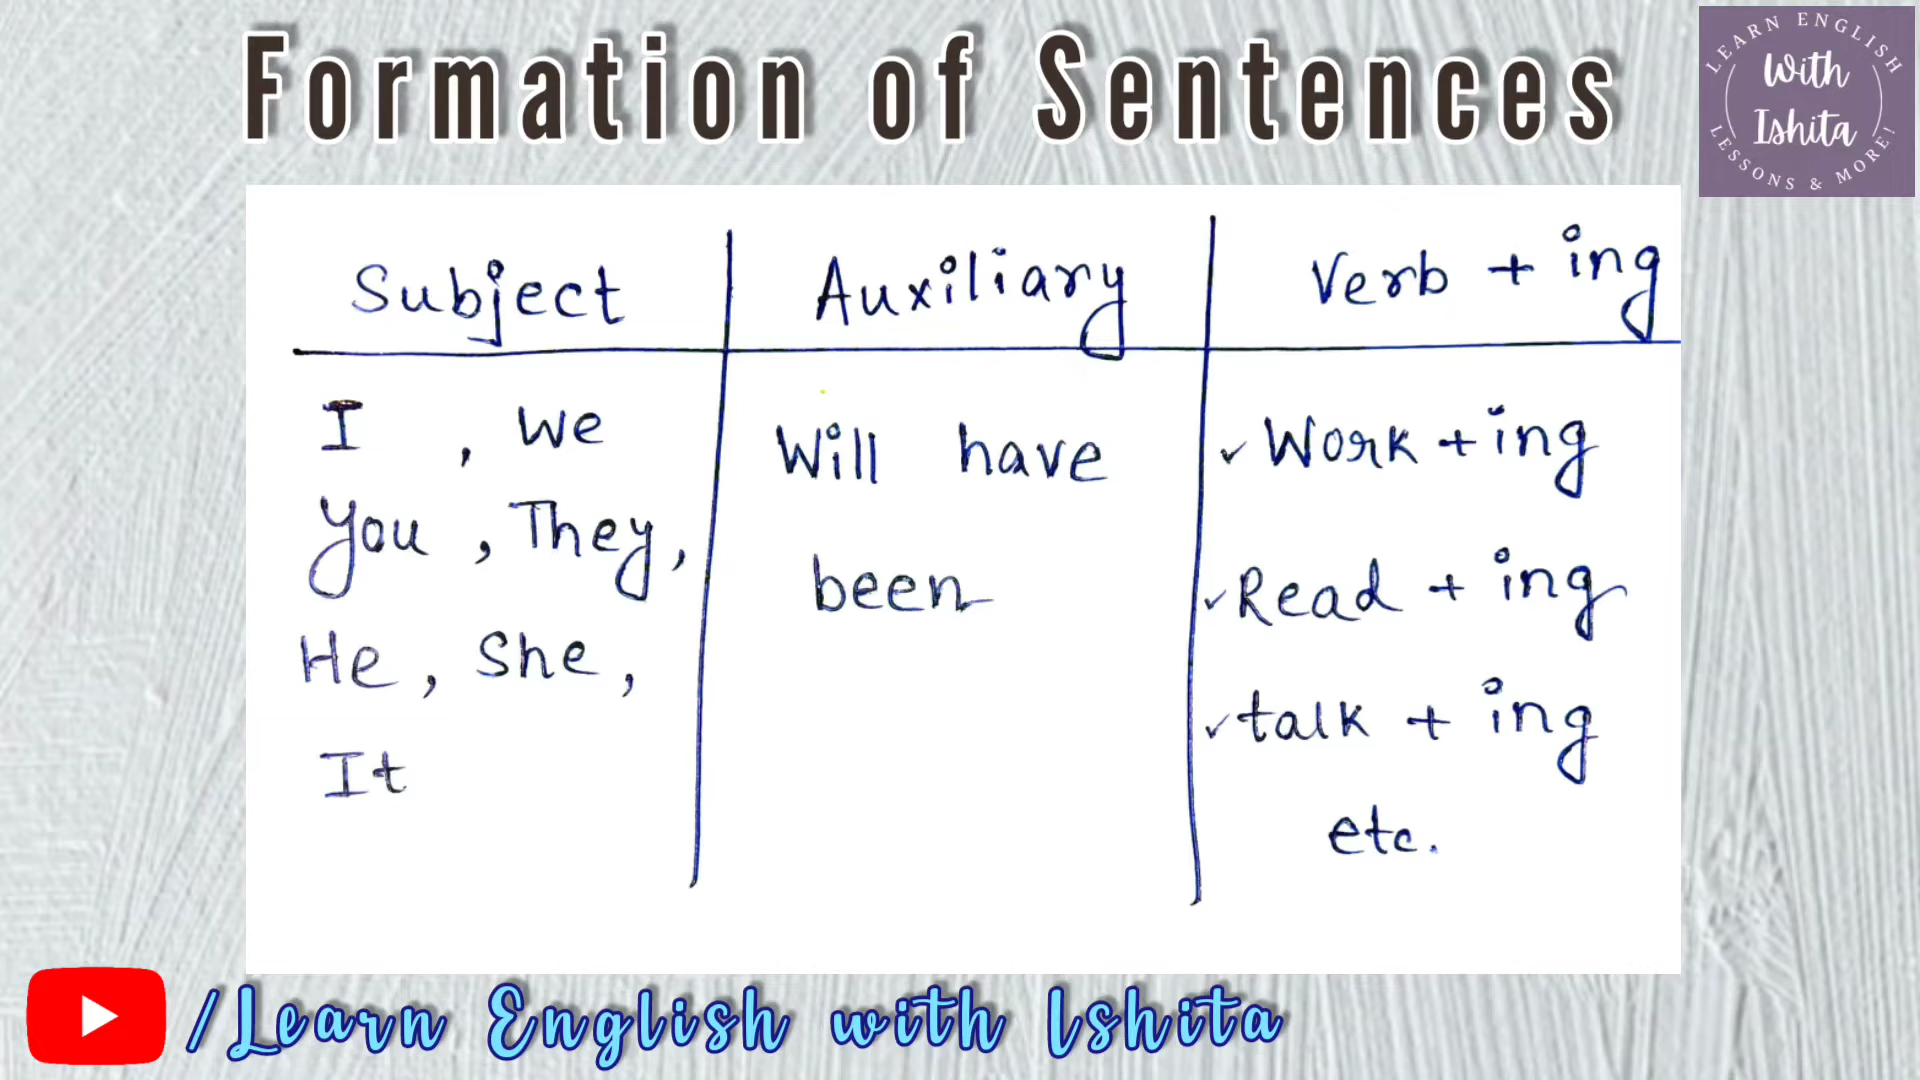 Formation of Sentences
LEARN ENGLISH
With
Ishita
LESSONS & MORE!
Subject | Auxiliary | Verb + ing
I , We | Will have | ✓ Work + ing
You , They, | been | ✓ Read + ing
He , She, | ✓ talk + ing
It | etc.
/Learn English with Ishita